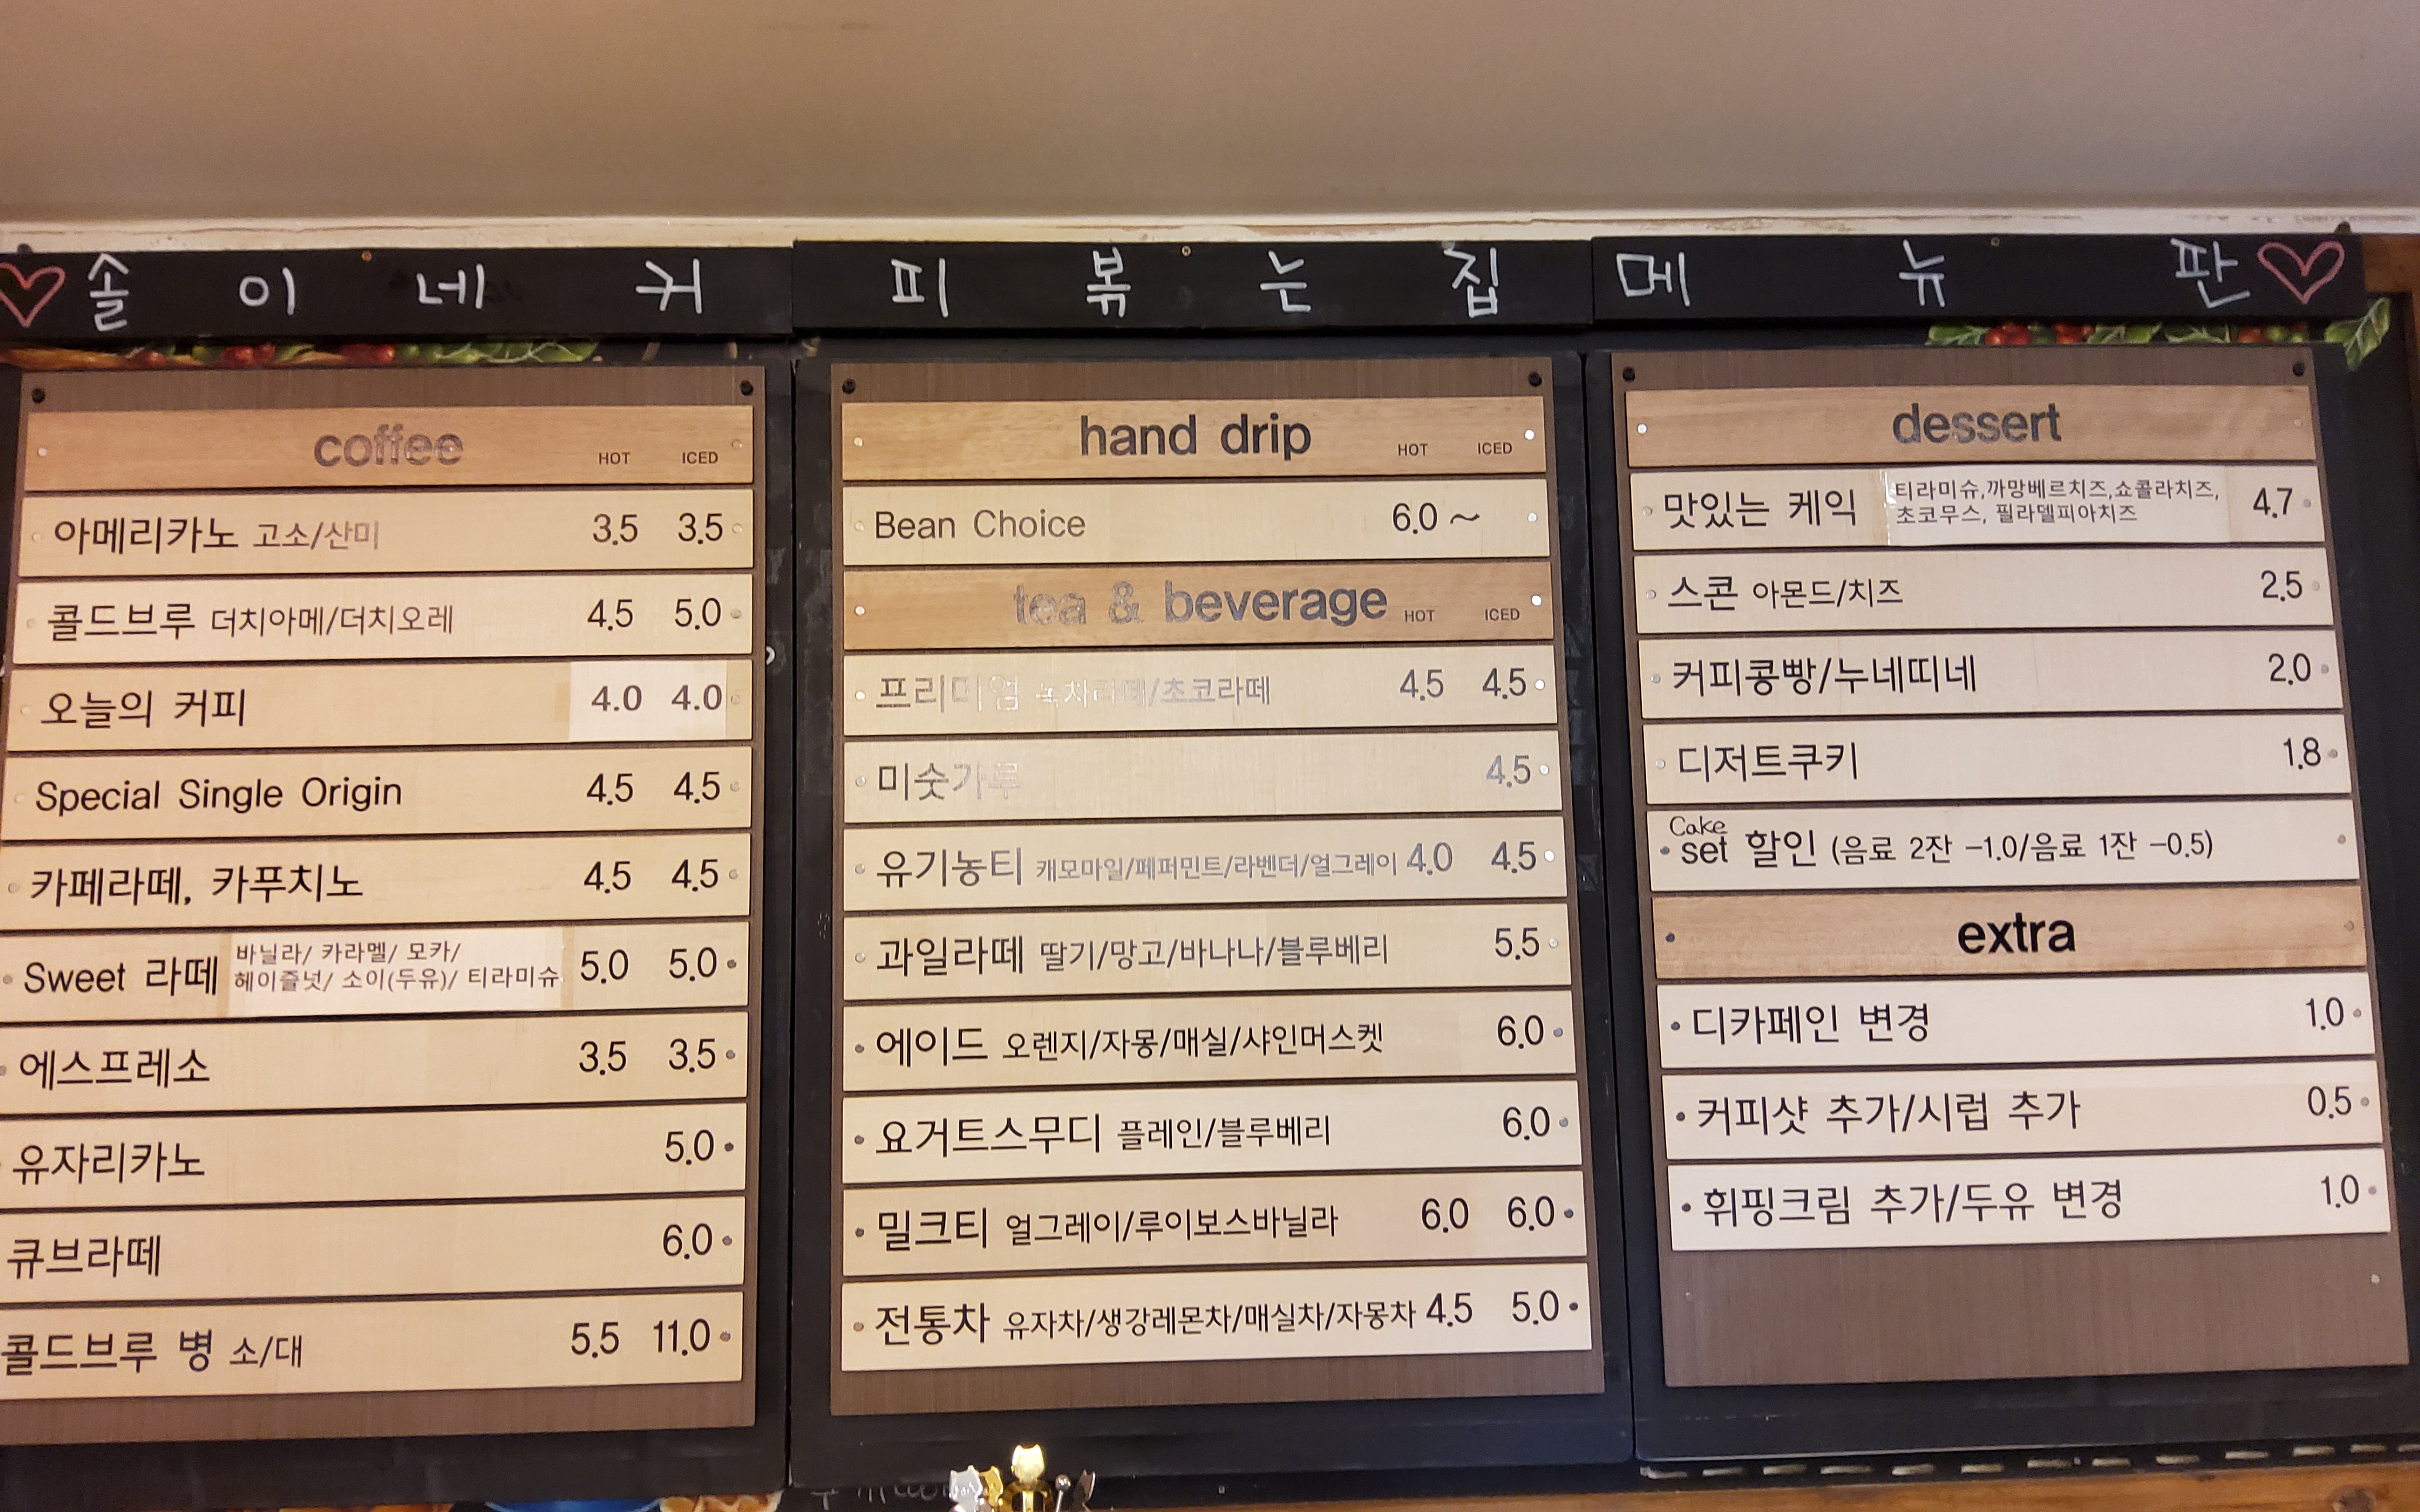 솔이네커피볶는집 메뉴판
coffee HOT ICED
아메리카노 고소/산미 3.5 3.5
콜드브루 더치아메/더치오레 4.5 5.0
오늘의 커피 4.0 4.0
Special Single Origin 4.5 4.5
카페라떼, 카푸치노 4.5 4.5
Sweet 라떼 바닐라/ 카라멜/ 모카/
헤이즐넛/ 소이(두유)/ 티라미슈 5.0 5.0
에스프레소 3.5 3.5
유자리카노 5.0
큐브라떼 6.0
콜드브루 병 소/대 5.5 11.0
hand drip HOT ICED
Bean Choice 6.0 ~
tea & beverage HOT ICED
프리미엄 녹차라떼/초코라떼 4.5 4.5
미숫가루 4.5
유기농티 캐모마일/페퍼민트/라벤더/얼그레이 4.0 4.5
과일라떼 딸기/망고/바나나/블루베리 5.5
에이드 오렌지/자몽/매실/샤인머스켓 6.0
요거트스무디 플레인/블루베리 6.0
밀크티 얼그레이/루이보스바닐라 6.0 6.0
전통차 유자차/생강레몬차/매실차/자몽차 4.5 5.0
dessert
맛있는 케익 티라미슈,까망베르치즈,쇼콜라치즈,
초코무스, 필라델피아치즈 4.7
스콘 아몬드/치즈 2.5
커피콩빵/누네띠네 2.0
디저트쿠키 1.8
Cake
set 할인 (음료 2잔 -1.0/음료 1잔 -0.5)
extra
디카페인 변경 1.0
커피샷 추가/시럽 추가 0.5
휘핑크림 추가/두유 변경 1.0